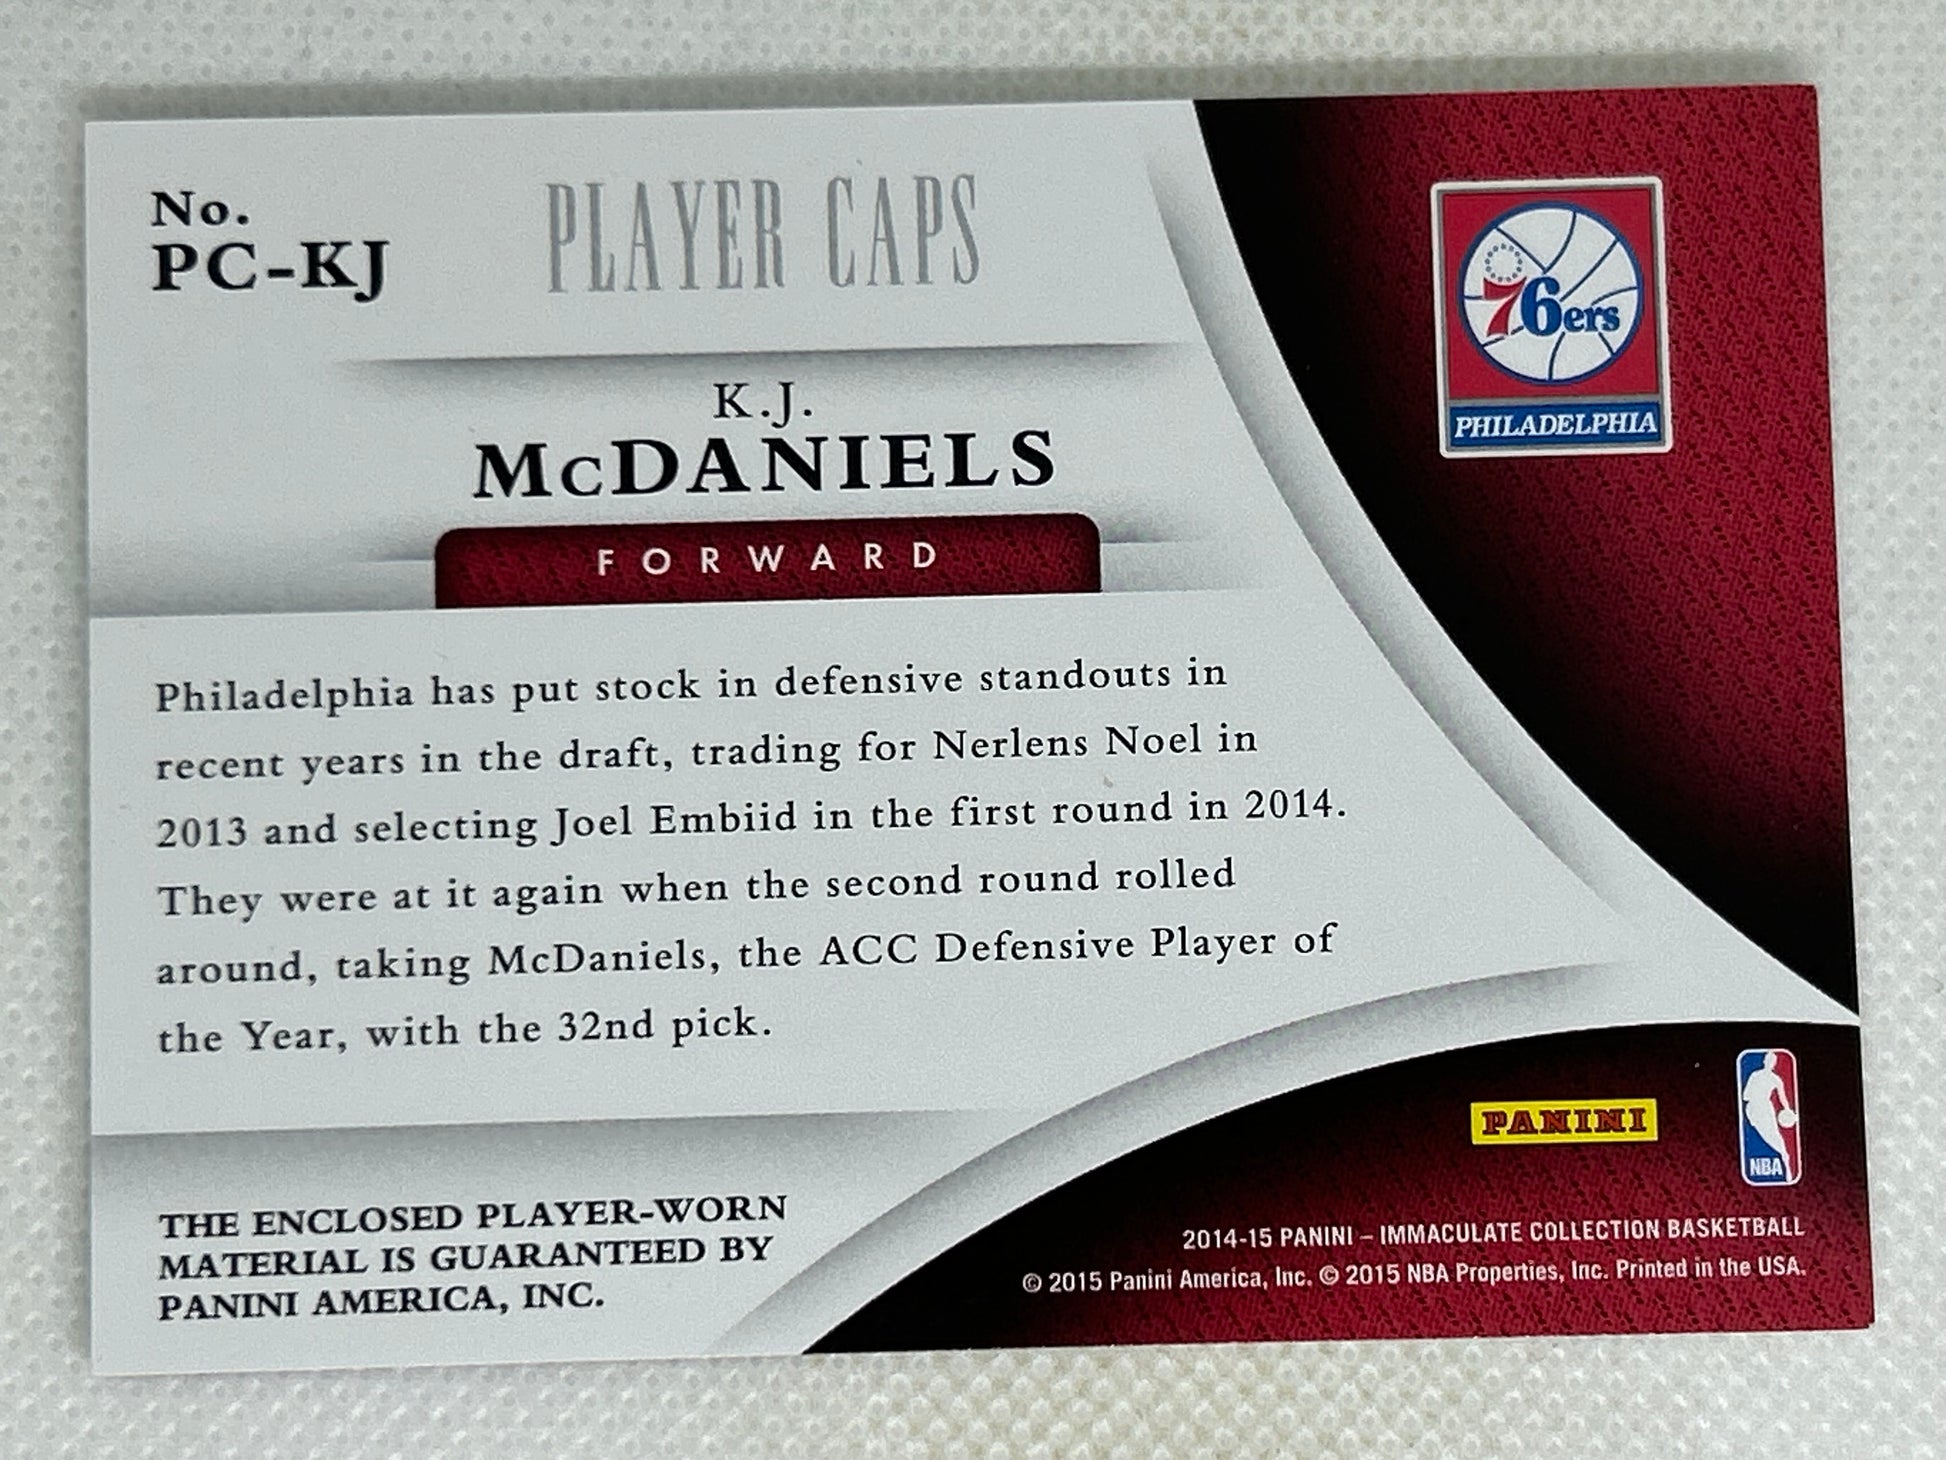 No.
PC-KJ
PLAYER CAPS
76ers
PHILADELPHIA
K.J.
McDANIELS
FORWARD
Philadelphia has put stock in defensive standouts in
recent years in the draft, trading for Nerlens Noel in
2013 and selecting Joel Embiid in the first round in 2014.
They were at it again when the second round rolled
around, taking McDaniels, the ACC Defensive Player of
the Year, with the 32nd pick.
THE ENCLOSED PLAYER-WORN
MATERIAL IS GUARANTEED BY
PANINI AMERICA, INC.
PANINI
NBA
2014-15 PANINI – IMMACULATE COLLECTION BASKETBALL
© 2015 Panini America, Inc. © 2015 NBA Properties, Inc. Printed in the USA.